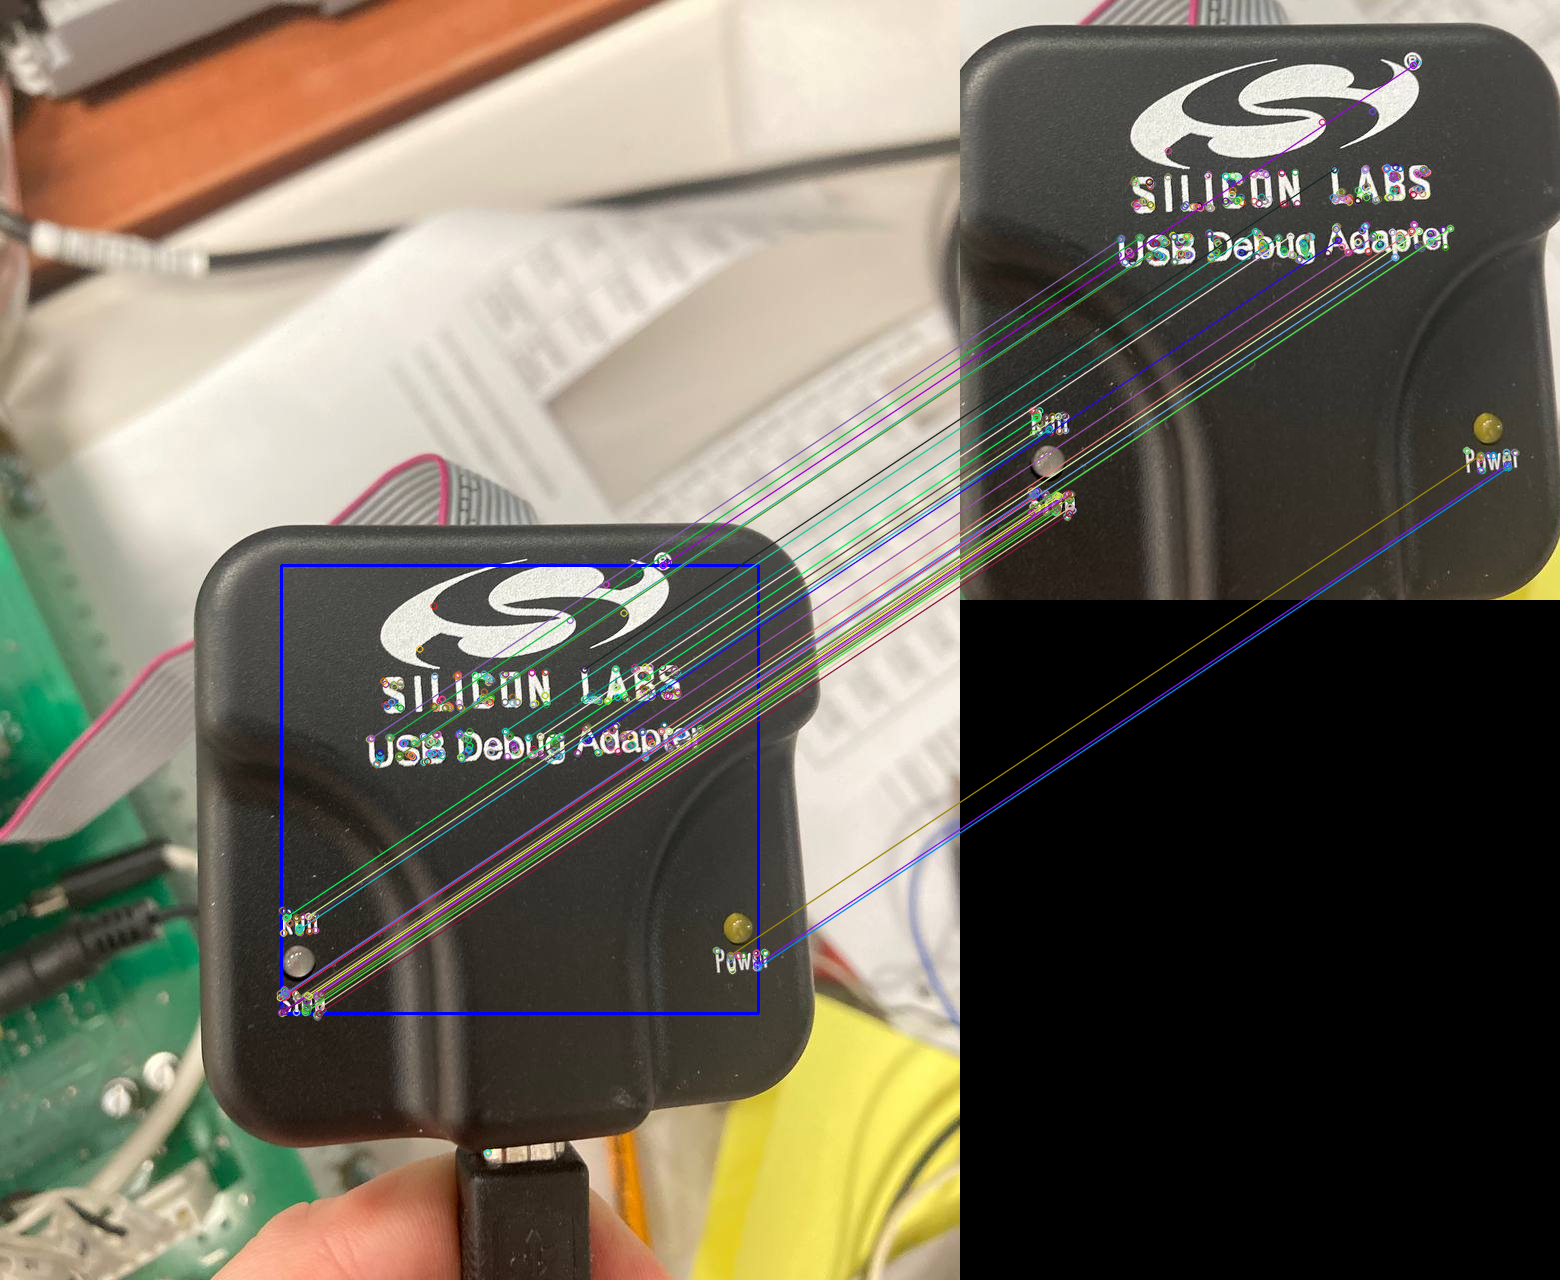 SILICON LABS
USB Debug Adapter
Run
Power
Stop
SILICON LABS
USB Debug Adapter
Run
Power
Stop